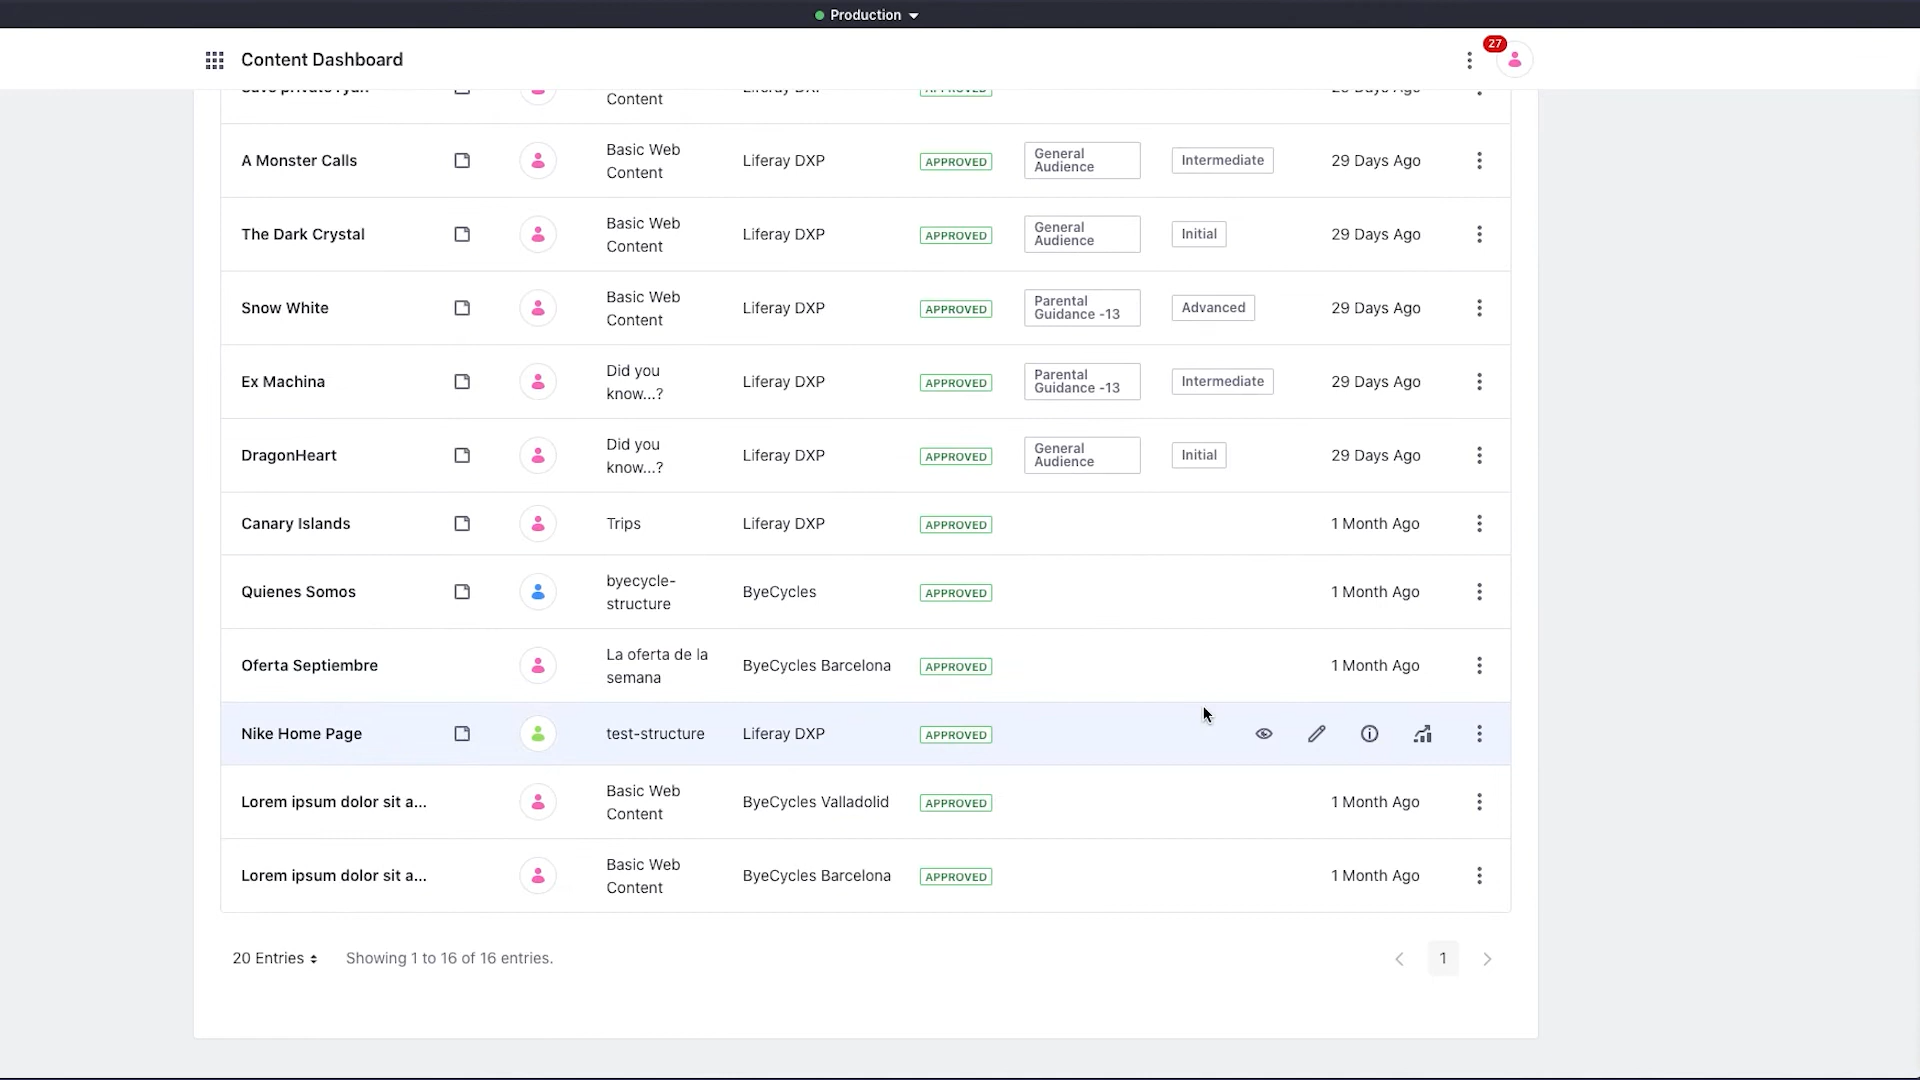 Production
Content Dashboard
27
Content
A Monster Calls
Basic Web
Content
Liferay DXP
APPROVED
General
Audience
Intermediate
29 Days Ago
The Dark Crystal
Basic Web
Content
Liferay DXP
APPROVED
General
Audience
Initial
29 Days Ago
Snow White
Basic Web
Content
Liferay DXP
APPROVED
Parental
Guidance -13
Advanced
29 Days Ago
Ex Machina
Did you
know...?
Liferay DXP
APPROVED
Parental
Guidance -13
Intermediate
29 Days Ago
DragonHeart
Did you
know...?
Liferay DXP
APPROVED
General
Audience
Initial
29 Days Ago
Canary Islands
Trips
Liferay DXP
APPROVED
1 Month Ago
Quienes Somos
byecycle-
structure
ByeCycles
APPROVED
1 Month Ago
Oferta Septiembre
La oferta de la
semana
ByeCycles Barcelona
APPROVED
1 Month Ago
Nike Home Page
test-structure
Liferay DXP
APPROVED
Lorem ipsum dolor sit a...
Basic Web
Content
ByeCycles Valladolid
APPROVED
1 Month Ago
Lorem ipsum dolor sit a...
Basic Web
Content
ByeCycles Barcelona
APPROVED
1 Month Ago
20 Entries
Showing 1 to 16 of 16 entries.
1